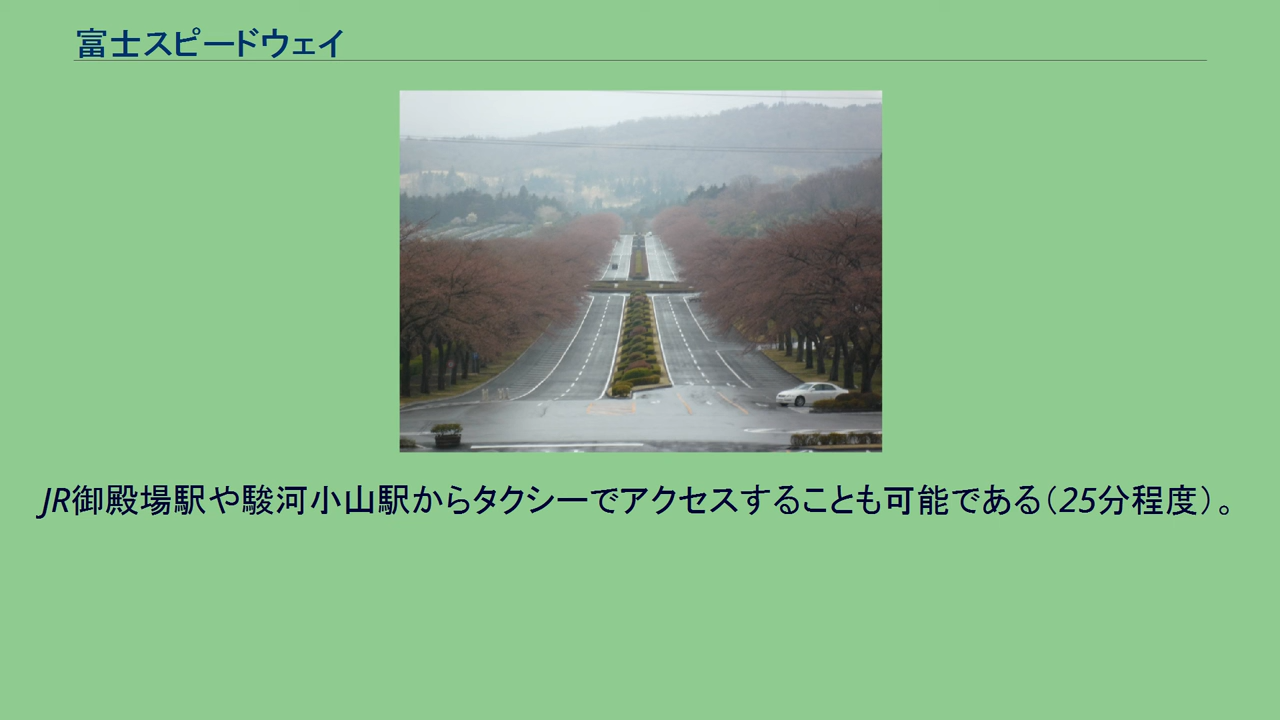 富士スピードウェイ
JR御殿場駅や駿河小山駅からタクシーでアクセスすることも可能である（25分程度）。